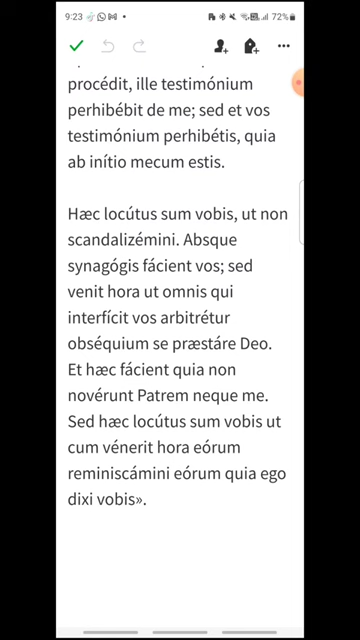 9:23
72%
procédit, ille testimónium
perhibébit de me; sed et vos
testimónium perhibétis, quia
ab inítio mecum estis.
Hæc locútus sum vobis, ut non
scandalizémini. Absque
synagógis fácient vos; sed
venit hora ut omnis qui
interfícit vos arbitrétur
obséquium se præstáre Deo.
Et hæc fácient quia non
novérunt Patrem neque me.
Sed hæc locútus sum vobis ut
cum vénerit hora eórum
reminiscámini eórum quia ego
dixi vobis».